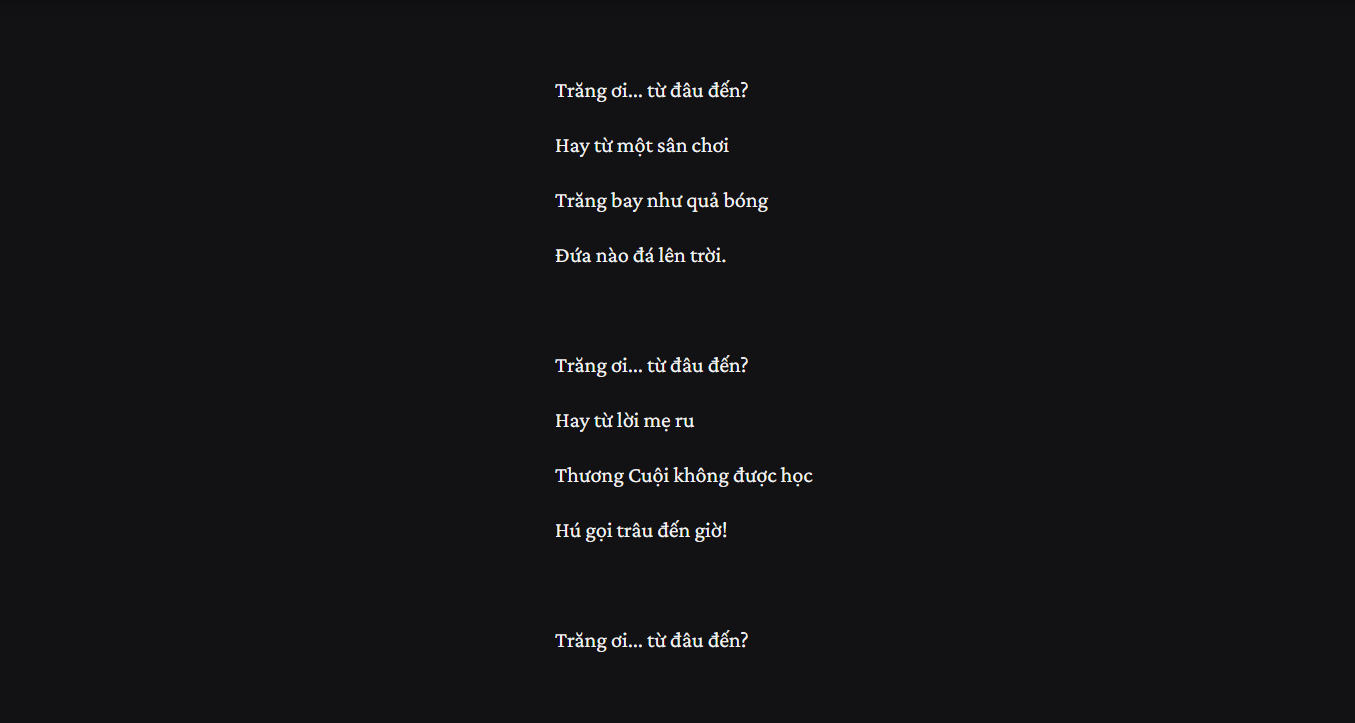 Trăng ơi... từ đâu đến?
Hay từ một sân chơi
Trăng bay như quả bóng
Đứa nào đá lên trời.
Trăng ơi... từ đâu đến?
Hay từ lời mẹ ru
Thương Cuội không được học
Hú gọi trâu đến giờ!
Trăng ơi... từ đâu đến?